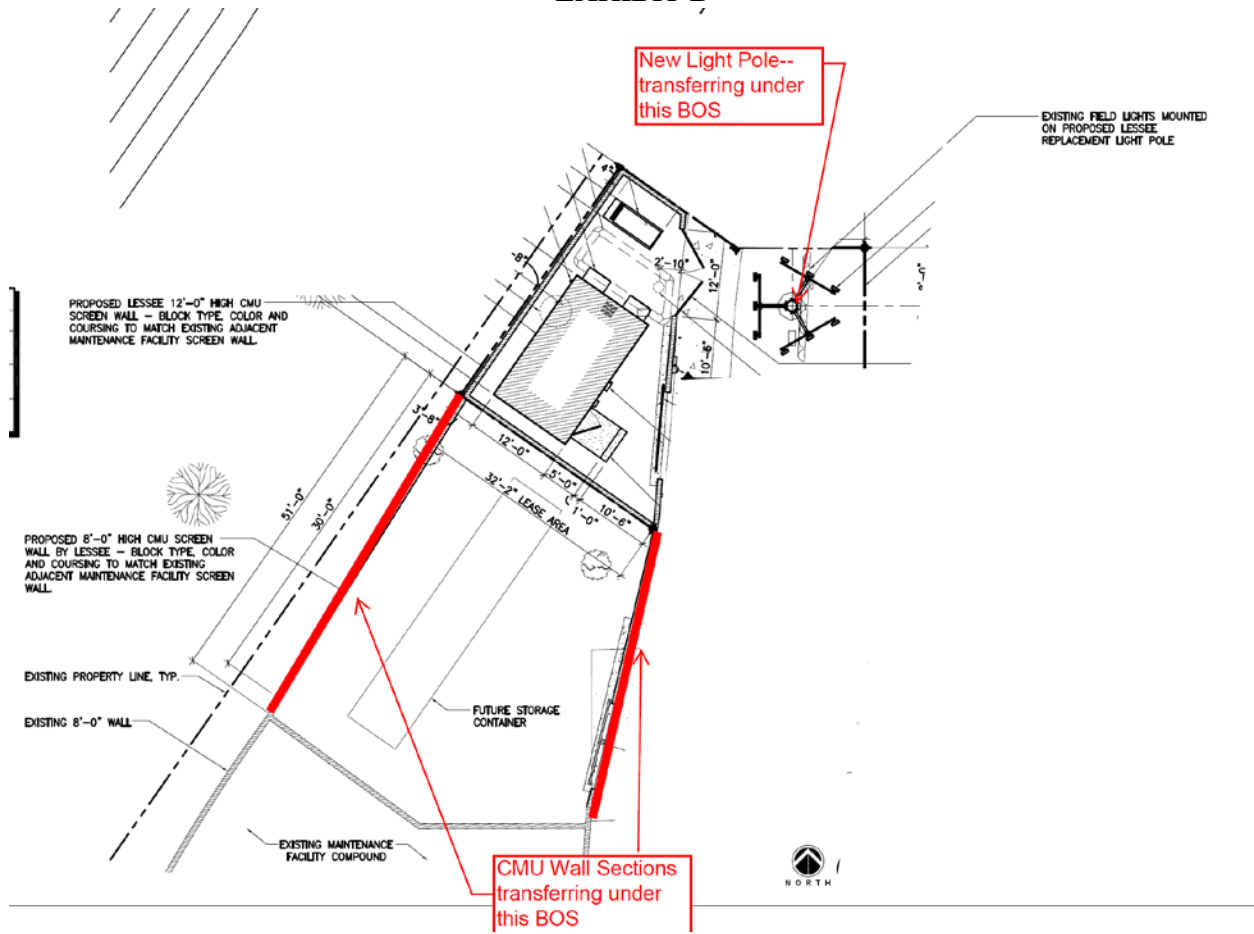 New Light Pole--
transferring under
this BOS
EXISTING FIELD LIGHTS MOUNTED
ON PROPOSED LESSEE
REPLACEMENT LIGHT POLE
4"
8"
2'-10"
12'-0"
10'-6"
PROPOSED LESSEE 12'-0" HIGH CMU
SCREEN WALL – BLOCK TYPE, COLOR AND
COURSING TO MATCH EXISTING ADJACENT
MAINTENANCE FACILITY SCREEN WALL.
3'-8"
12'-0"
5'-0"
1'-0"
10'-6"
32'-2" LEASE AREA
51'-0"
30'-0"
PROPOSED 8'-0" HIGH CMU SCREEN
WALL BY LESSEE – BLOCK TYPE, COLOR
AND COURSING TO MATCH EXISTING
ADJACENT MAINTENANCE FACILITY SCREEN
WALL.
EXISTING PROPERTY LINE, TYP.
EXISTING 8'-0" WALL
FUTURE STORAGE
CONTAINER
EXISTING MAINTENANCE
FACILITY COMPOUND
CMU Wall Sections
transferring under
this BOS
NORTH